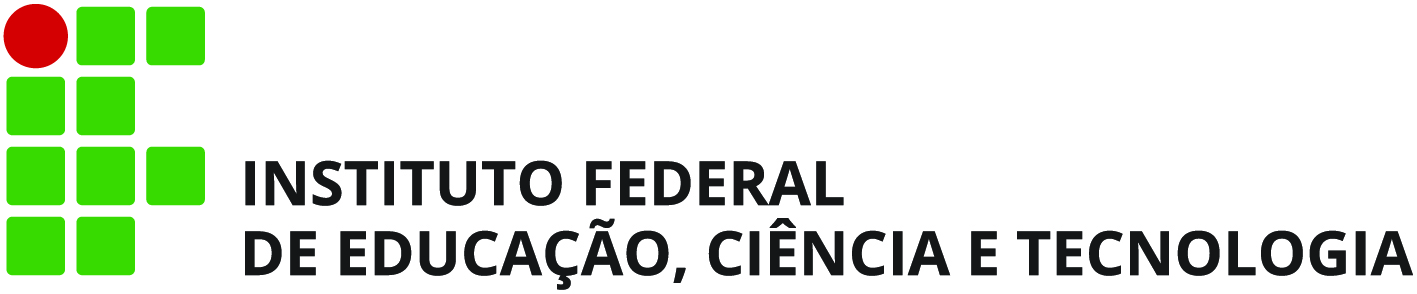 INSTITUTO FEDERAL
DE EDUCAÇÃO, CIÊNCIA E TECNOLOGIA